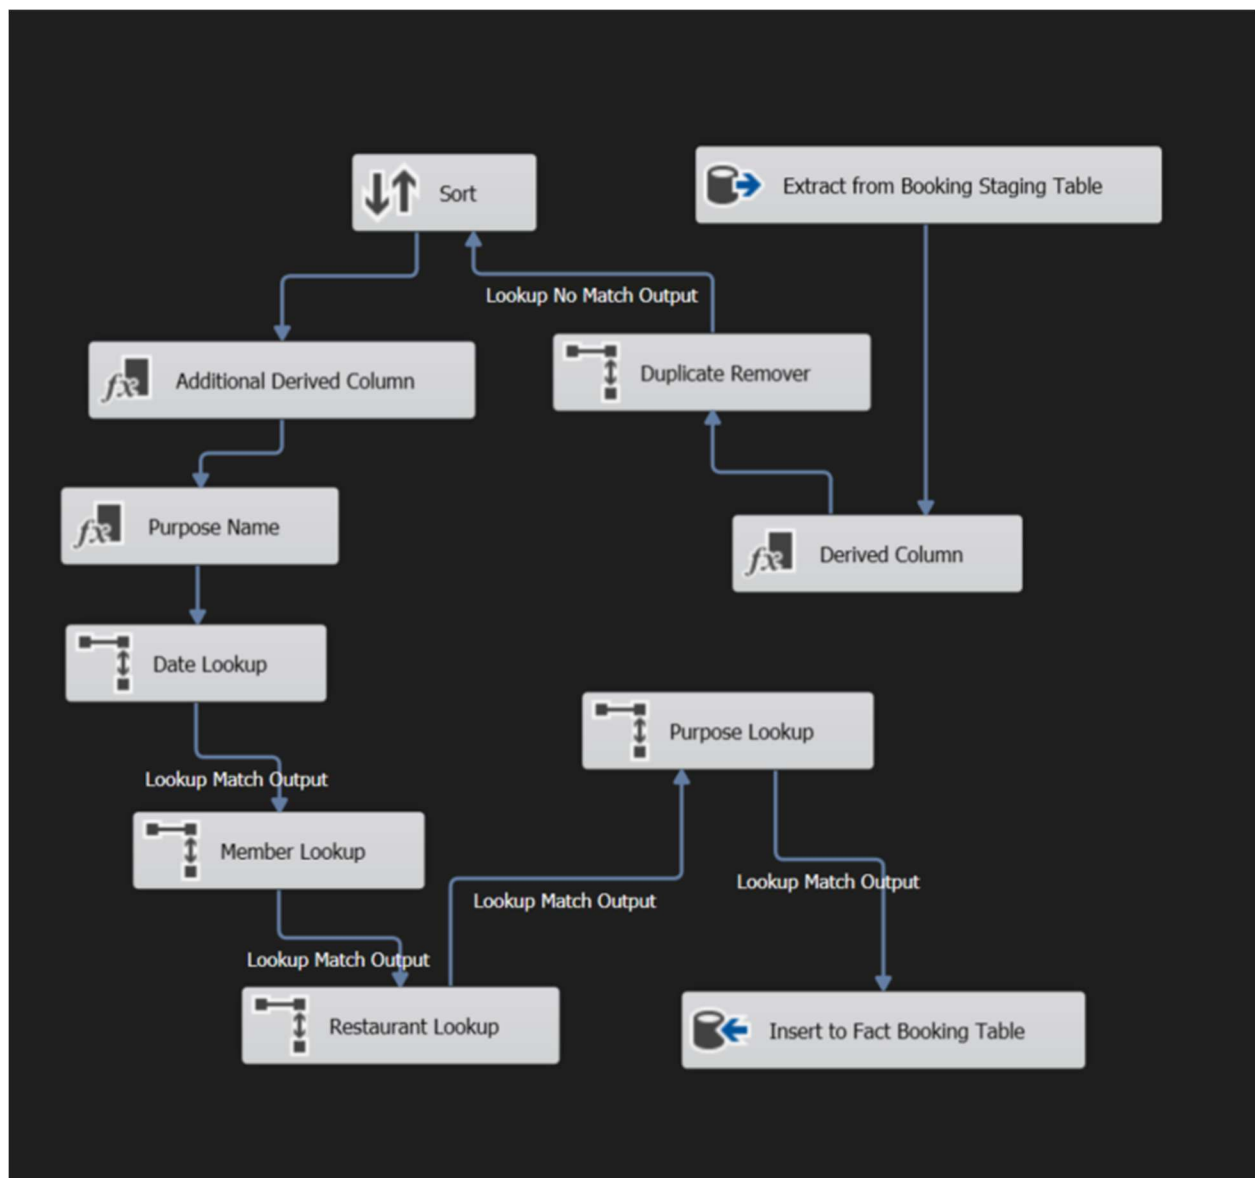 Sort
Extract from Booking Staging Table
Lookup No Match Output
Additional Derived Column
Duplicate Remover
Purpose Name
Derived Column
Date Lookup
Purpose Lookup
Lookup Match Output
Member Lookup
Lookup Match Output
Lookup Match Output
Lookup Match Output
Restaurant Lookup
Insert to Fact Booking Table